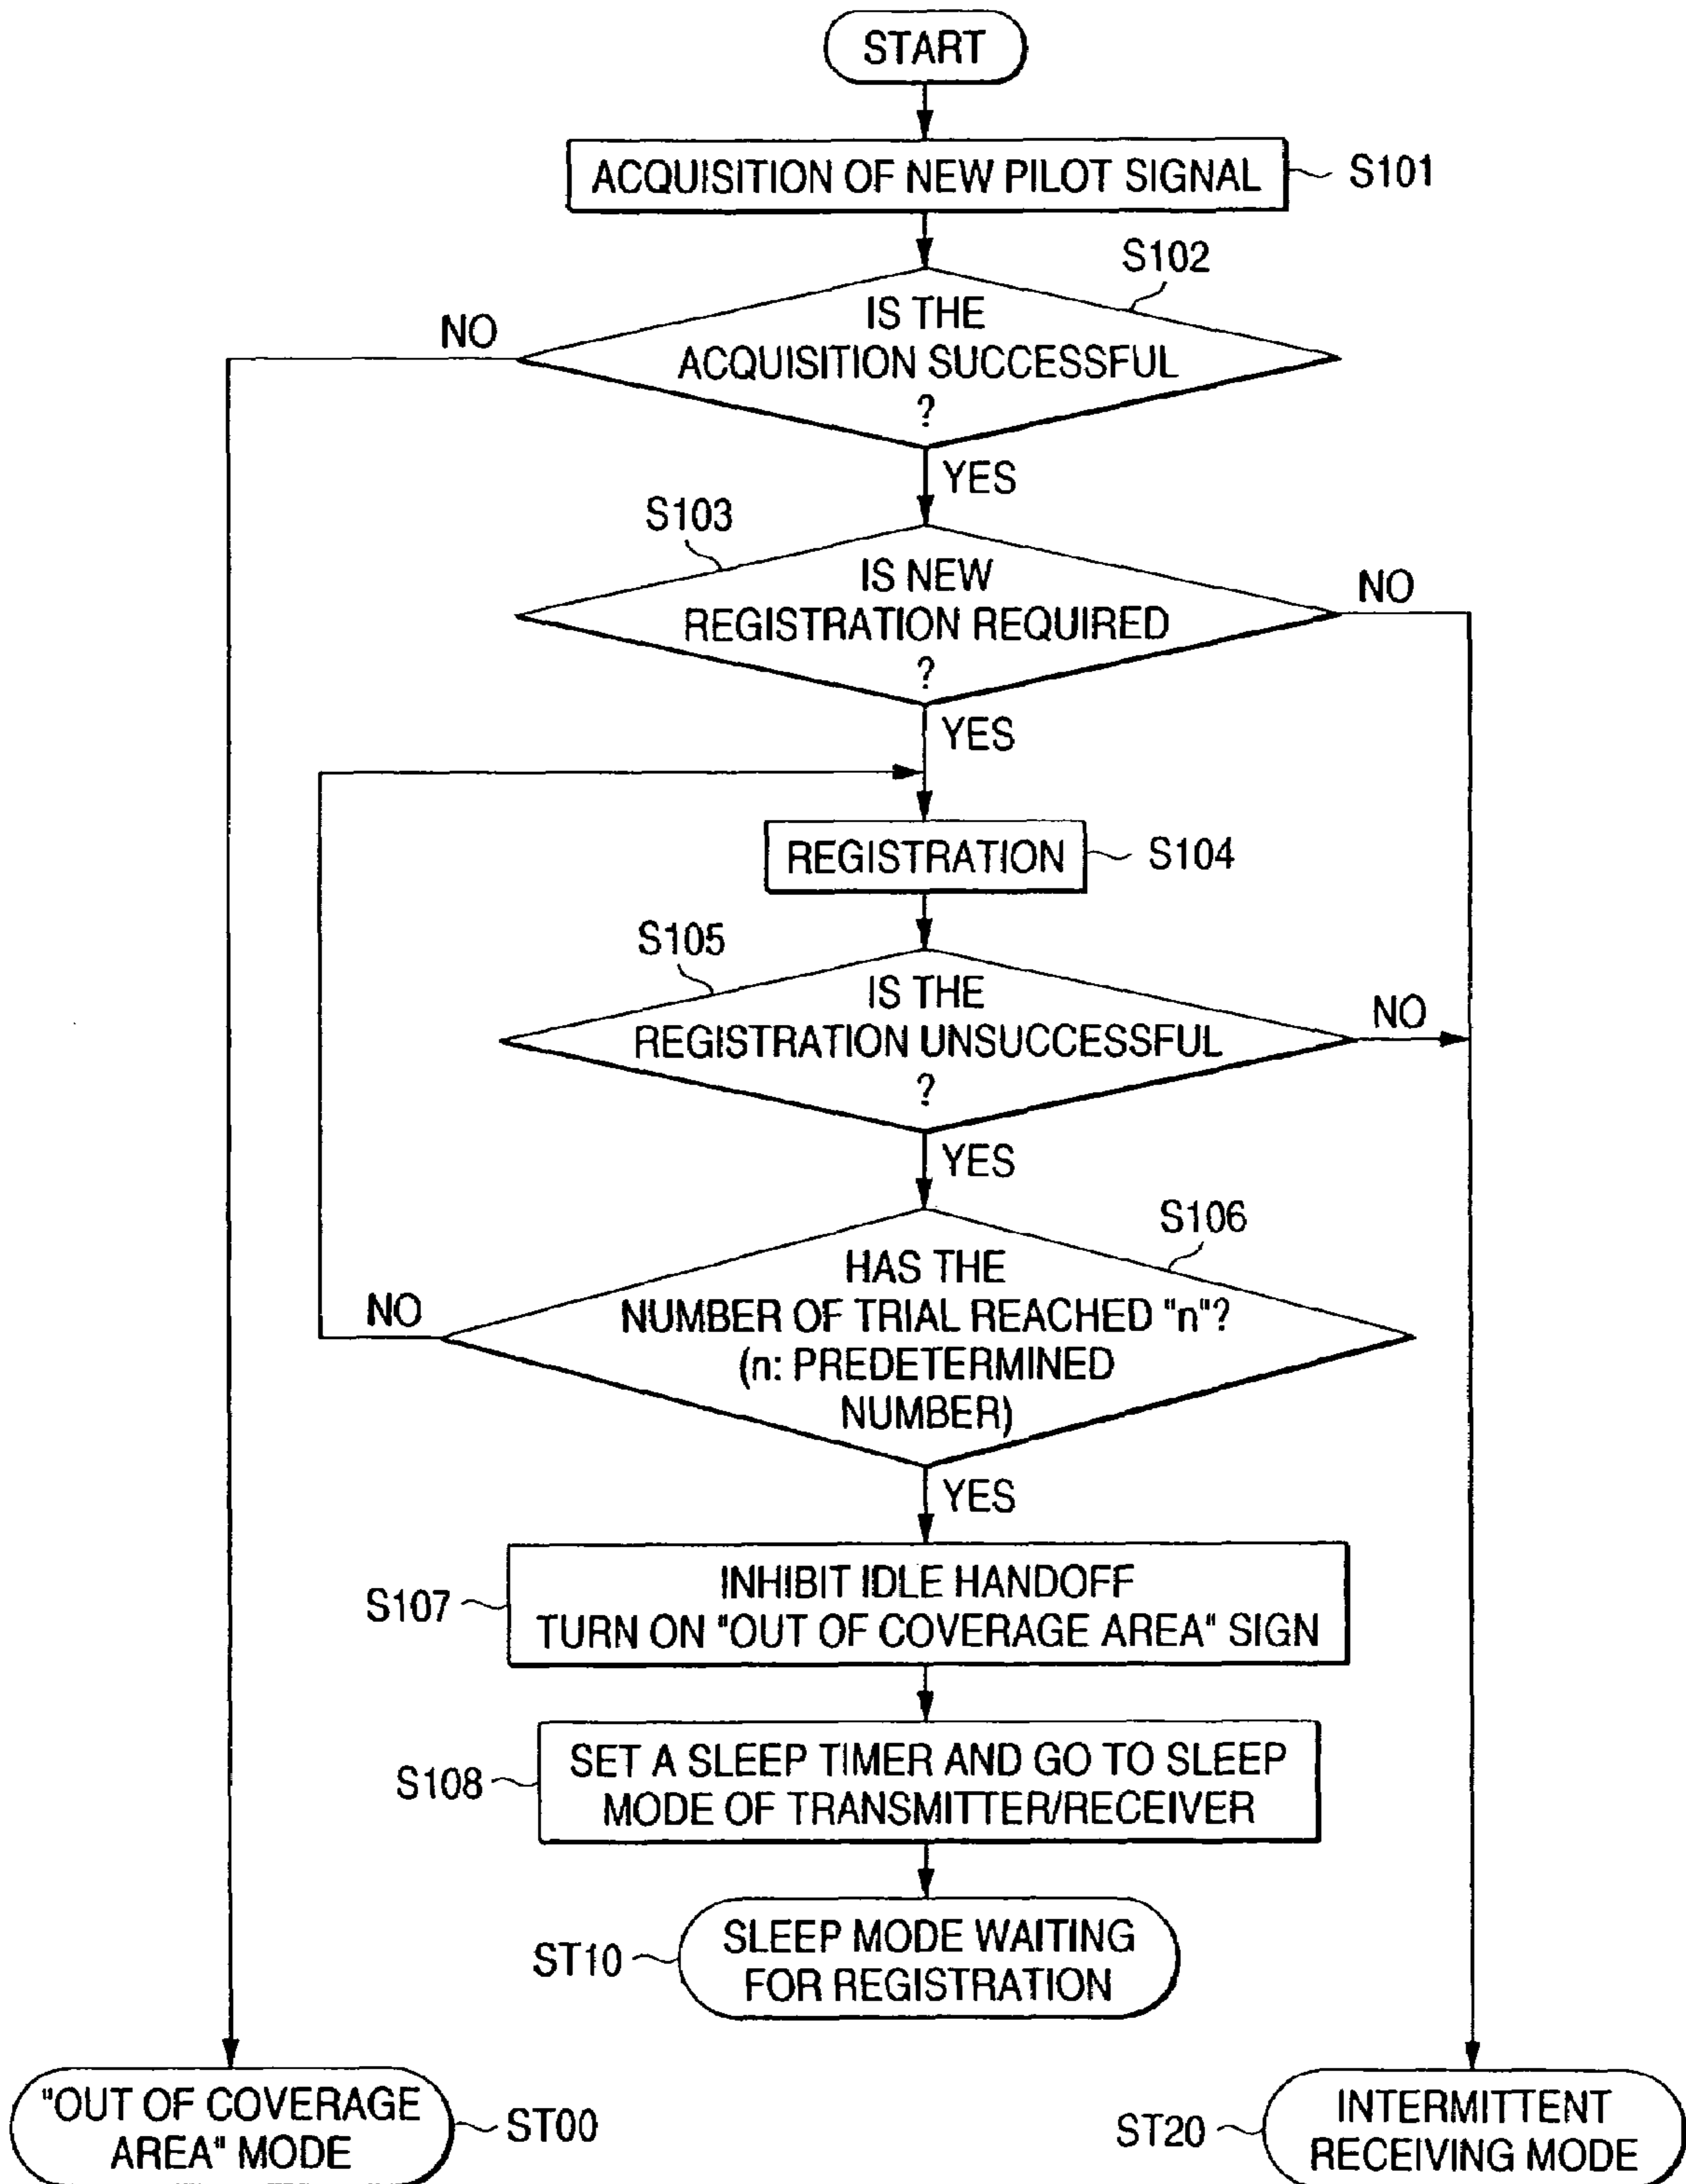 START
ACQUISITION OF NEW PILOT SIGNAL
S101
S102
IS THE
ACQUISITION SUCCESSFUL
?
NO
YES
S103
IS NEW
REGISTRATION REQUIRED
?
NO
YES
REGISTRATION
S104
S105
IS THE
REGISTRATION UNSUCCESSFUL
?
NO
YES
S106
HAS THE
NUMBER OF TRIAL REACHED "n"?
(n: PREDETERMINED
NUMBER)
NO
YES
S107
INHIBIT IDLE HANDOFF
TURN ON "OUT OF COVERAGE AREA" SIGN
S108
SET A SLEEP TIMER AND GO TO SLEEP
MODE OF TRANSMITTER/RECEIVER
ST10
SLEEP MODE WAITING
FOR REGISTRATION
"OUT OF COVERAGE
AREA" MODE
ST00
ST20
INTERMITTENT
RECEIVING MODE